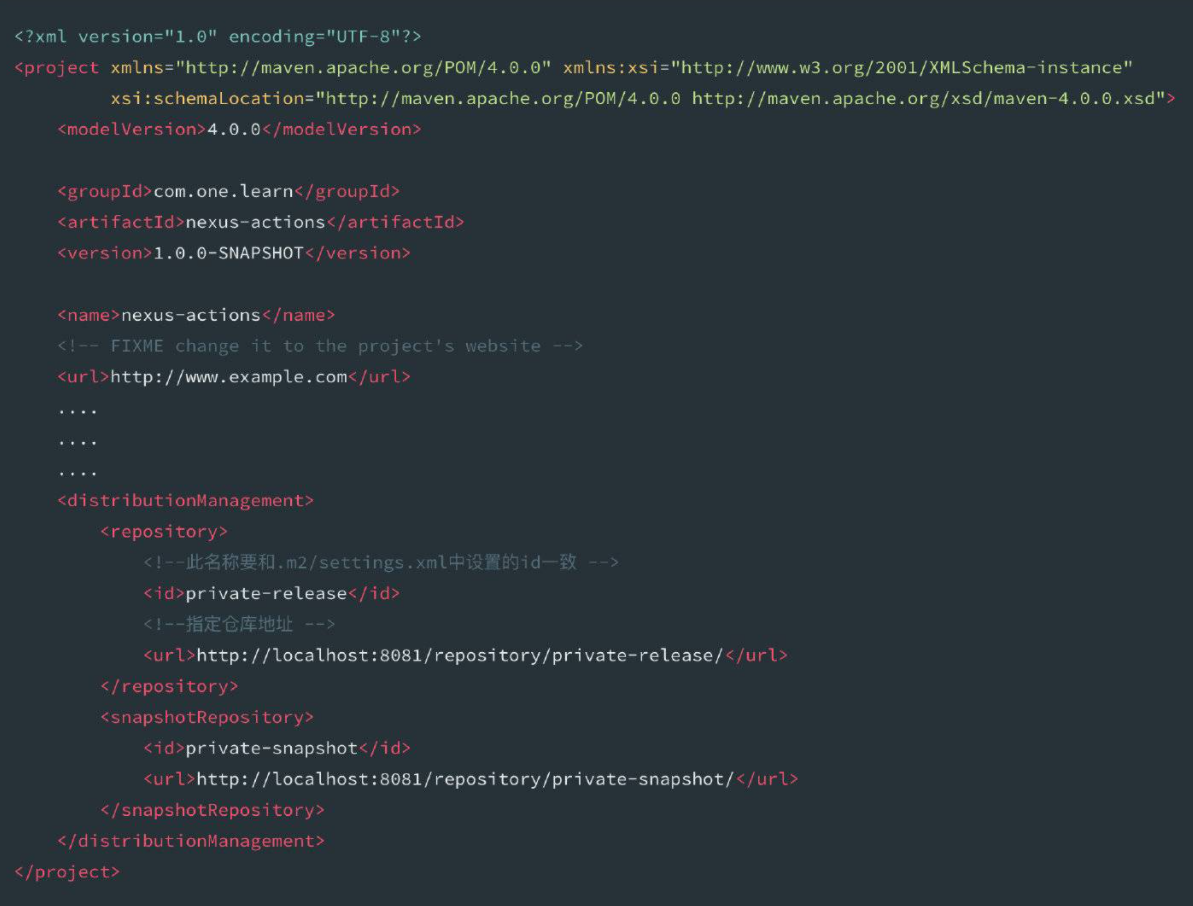 <?xml version="1.0" encoding="UTF-8"?>
<project xmlns="http://maven.apache.org/POM/4.0.0" xmlns:xsi="http://www.w3.org/2001/XMLSchema-instance"
         xsi:schemaLocation="http://maven.apache.org/POM/4.0.0 http://maven.apache.org/xsd/maven-4.0.0.xsd">
    <modelVersion>4.0.0</modelVersion>

    <groupId>com.one.learn</groupId>
    <artifactId>nexus-actions</artifactId>
    <version>1.0.0-SNAPSHOT</version>

    <name>nexus-actions</name>
    <!-- FIXME change it to the project's website -->
    <url>http://www.example.com</url>
    ....
    ....
    ....
    <distributionManagement>
        <repository>
            <!--此名称要和.m2/settings.xml中设置的id一致 -->
            <id>private-release</id>
            <!--指定仓库地址 -->
            <url>http://localhost:8081/repository/private-release/</url>
        </repository>
        <snapshotRepository>
            <id>private-snapshot</id>
            <url>http://localhost:8081/repository/private-snapshot/</url>
        </snapshotRepository>
    </distributionManagement>
</project>